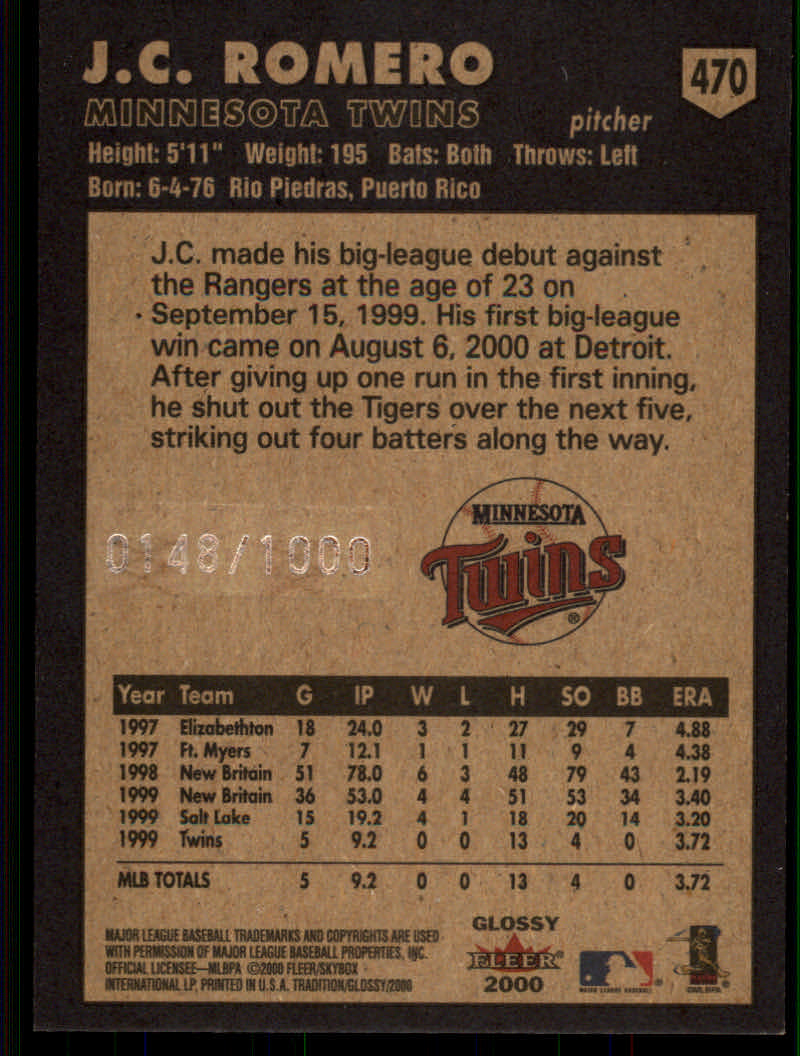 J.C. ROMERO
470
MINNESOTA TWINS
pitcher
Height: 5'11" Weight: 195 Bats: Both Throws: Left
Born: 6-4-76 Rio Piedras, Puerto Rico
J.C. made his big-league debut against
the Rangers at the age of 23 on
September 15, 1999. His first big-league
win came on August 6, 2000 at Detroit.
After giving up one run in the first inning,
he shut out the Tigers over the next five,
striking out four batters along the way.
0148/1000
MINNESOTA
Twins
®
Year Team G IP W L H SO BB ERA
1997 Elizabethton 18 24.0 3 2 27 29 7 4.88
1997 Ft. Myers 7 12.1 1 1 11 9 4 4.38
1998 New Britain 51 78.0 6 3 48 79 43 2.19
1999 New Britain 36 53.0 4 4 51 53 34 3.40
1999 Salt Lake 15 19.2 4 1 18 20 14 3.20
1999 Twins 5 9.2 0 0 13 4 0 3.72
MLB TOTALS 5 9.2 0 0 13 4 0 3.72
MAJOR LEAGUE BASEBALL TRADEMARKS AND COPYRIGHTS ARE USED
WITH PERMISSION OF MAJOR LEAGUE BASEBALL PROPERTIES, INC.
OFFICIAL LICENSEE—MLBPA ©2000 FLEER/SKYBOX
INTERNATIONAL LP, PRINTED IN U.S.A. TRADITION/GLOSSY/2000
GLOSSY
FLEER®
2000
MAJOR LEAGUE BASEBALL